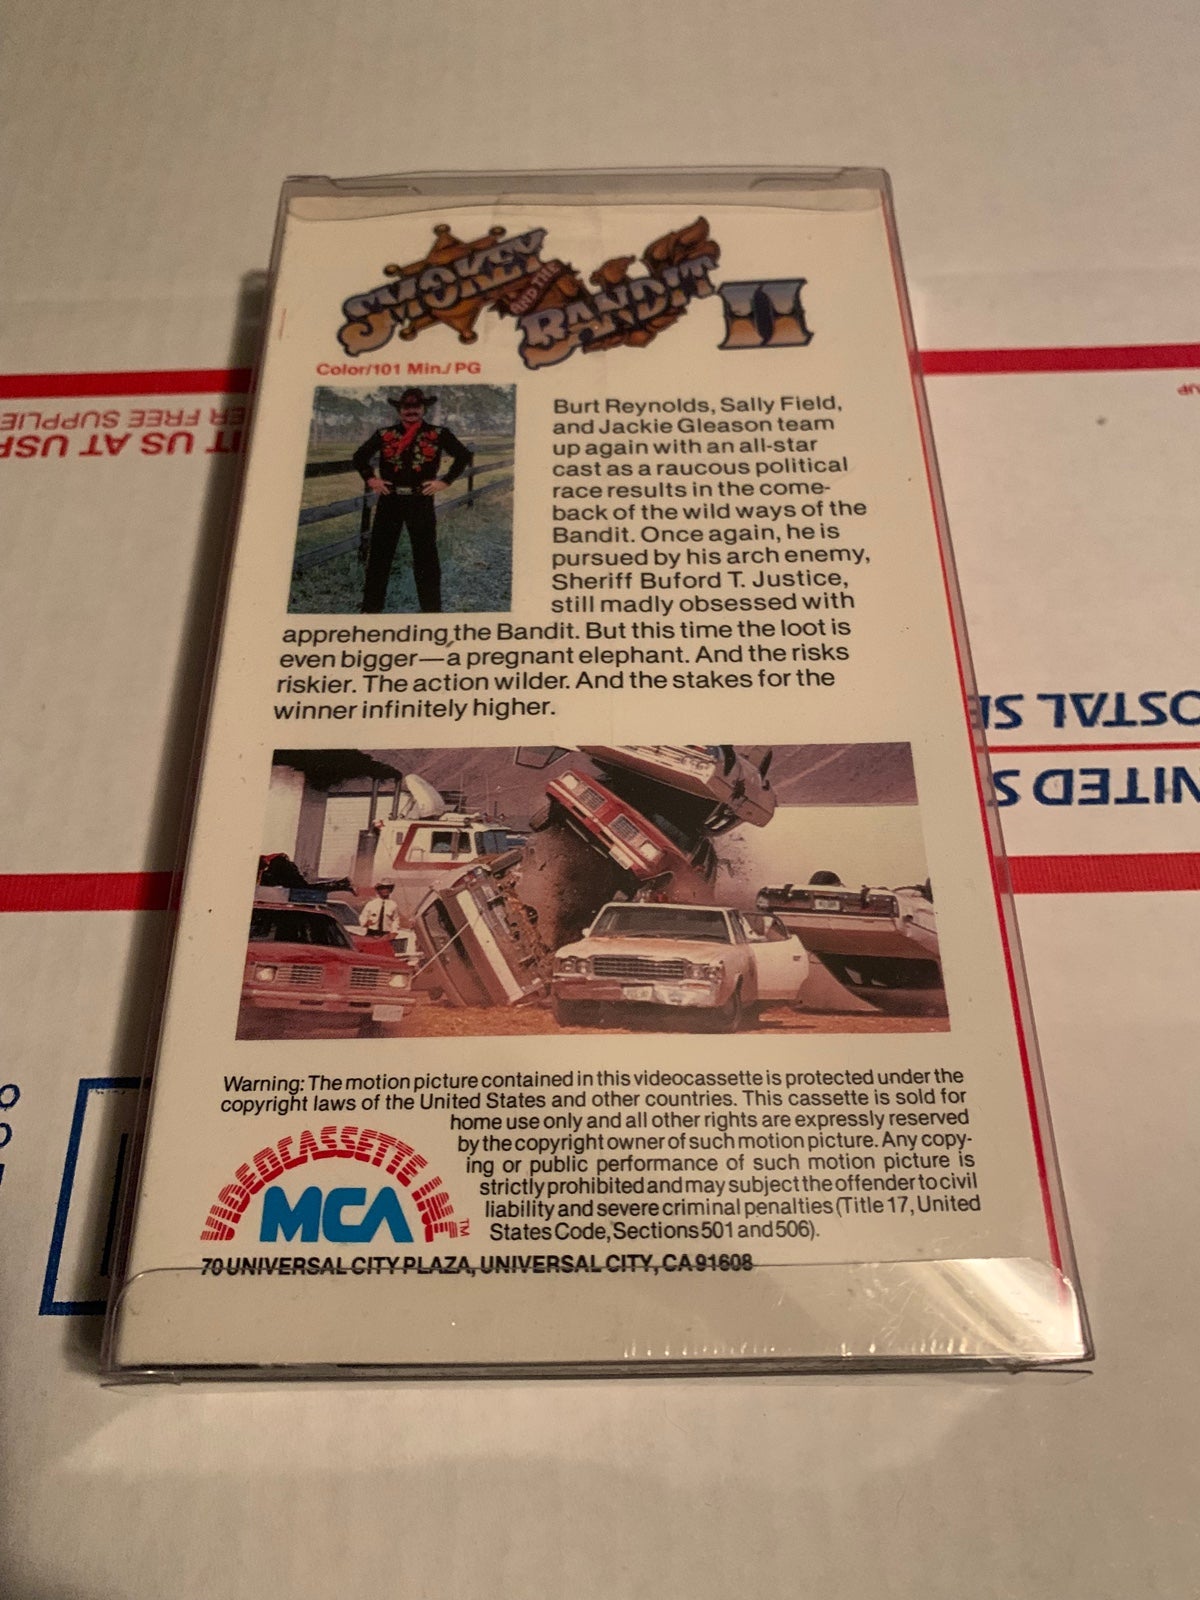 SMOKEY AND THE BANDIT II
Color/101 Min./PG
Burt Reynolds, Sally Field,
and Jackie Gleason team
up again with an all-star
cast as a raucous political
race results in the come-
back of the wild ways of the
Bandit. Once again, he is
pursued by his arch enemy,
Sheriff Buford T. Justice,
still madly obsessed with
apprehending the Bandit. But this time the loot is
even bigger—a pregnant elephant. And the risks
riskier. The action wilder. And the stakes for the
winner infinitely higher.
Warning: The motion picture contained in this videocassette is protected under the
copyright laws of the United States and other countries. This cassette is sold for
home use only and all other rights are expressly reserved
by the copyright owner of such motion picture. Any copy-
ing or public performance of such motion picture is
strictly prohibited and may subject the offender to civil
liability and severe criminal penalties (Title 17, United
States Code, Sections 501 and 506).
VIDEOCASSETTE
MCA
TM
70 UNIVERSAL CITY PLAZA, UNIVERSAL CITY, CA 91608
FREE SUPPLIE
IT US AT USP
OSTAL SE
NITED S